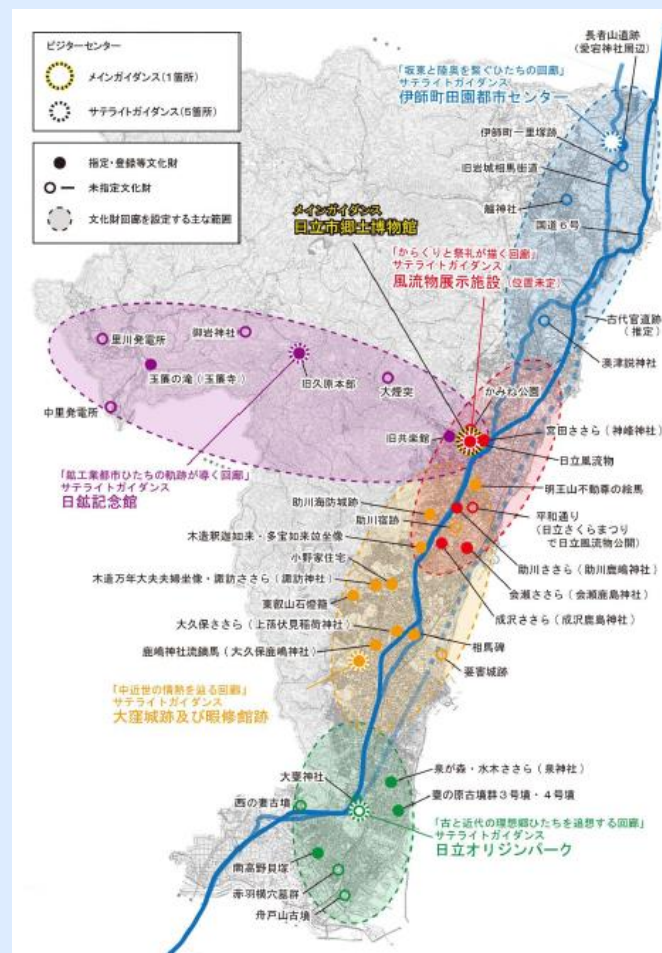 ビジターセンター
メインガイダンス(1箇所)
サテライトガイダンス(5箇所)
指定・登録等文化財
未指定文化財
文化財回廊を設定する主な範囲
長者山遺跡
(愛宕神社周辺)
「坂東と陸奥を繋ぐひたちの回廊」
サテライトガイダンス
伊師町田園都市センター
伊師町一里塚跡
旧岩城相馬街道
艫神社
国道6号
メインガイダンス
日立市郷土博物館
「からくりと祭礼が描く回廊」
サテライトガイダンス
風流物展示施設(位置未定)
古代官道跡
(推定)
里川発電所
御岩神社
玉簾の滝(玉簾寺)
旧久原本部
大煙突
中里発電所
かみね公園
旧共楽館
宮田ささら(神峰神社)
日立風流物
「鉱工業都市ひたちの軌跡が導く回廊」
サテライトガイダンス
日鉱記念館
明王山不動尊の絵馬
助川海防城跡
平和通り
(日立さくらまつり
で日立風流物公開)
助川宿跡
木造釈迦如来・多宝如来竝坐像
小野家住宅
助川ささら(助川鹿嶋神社)
木造万年大夫夫婦坐像・諏訪ささら(諏訪神社)
会瀬ささら(会瀬鹿島神社)
東叡山石燈籠
成沢ささら(成沢鹿島神社)
大久保ささら(上孫伏見稲荷神社)
相馬碑
鹿嶋神社流鏑馬(大久保鹿嶋神社)
要害城跡
「中近世の情熱を辿る回廊」
サテライトガイダンス
大窪城跡及び暇修館跡
大甕神社
泉が森・水木ささら(泉神社)
西の妻古墳
甕の原古墳群3号墳・4号墳
「古と近代の理想郷ひたちを追想する回廊」
サテライトガイダンス
日立オリジンパーク
南高野貝塚
赤羽横穴墓群
舟戸山古墳